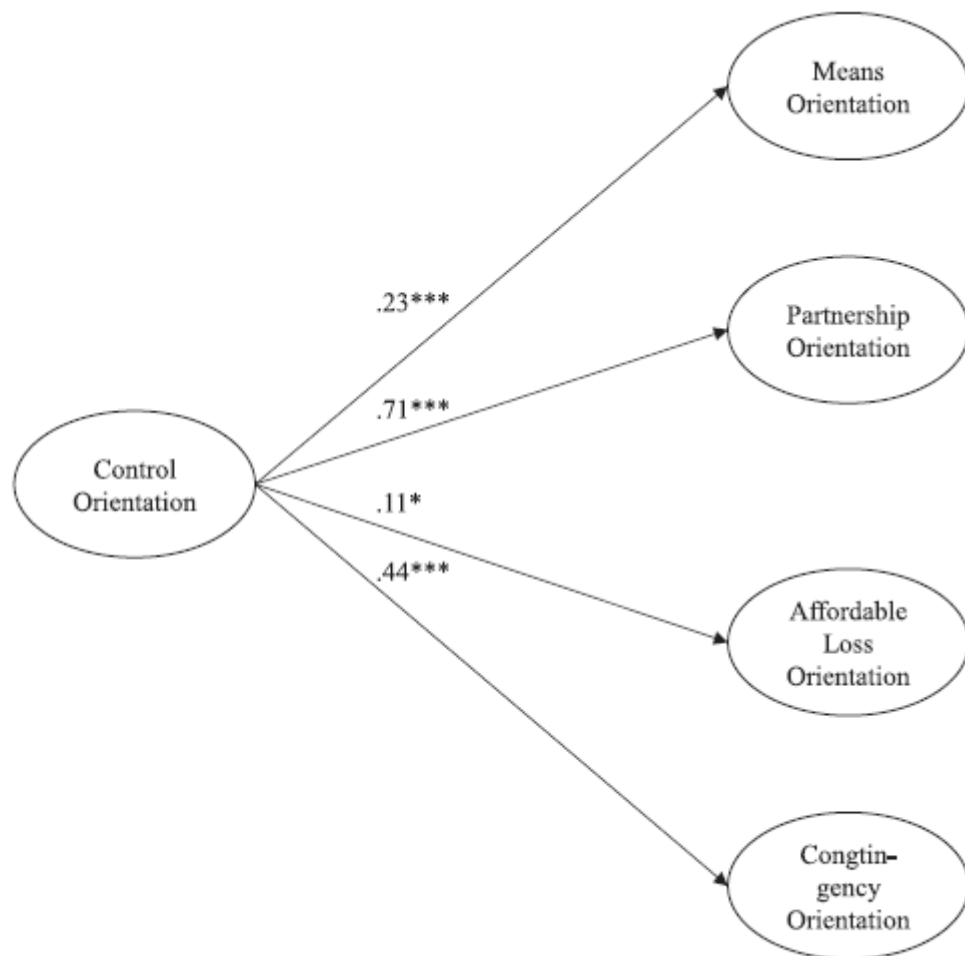 Means
Orientation
.23***
Partnership
Orientation
.71***
Control
Orientation
.11*
.44***
Affordable
Loss
Orientation
Congtin-
gency
Orientation